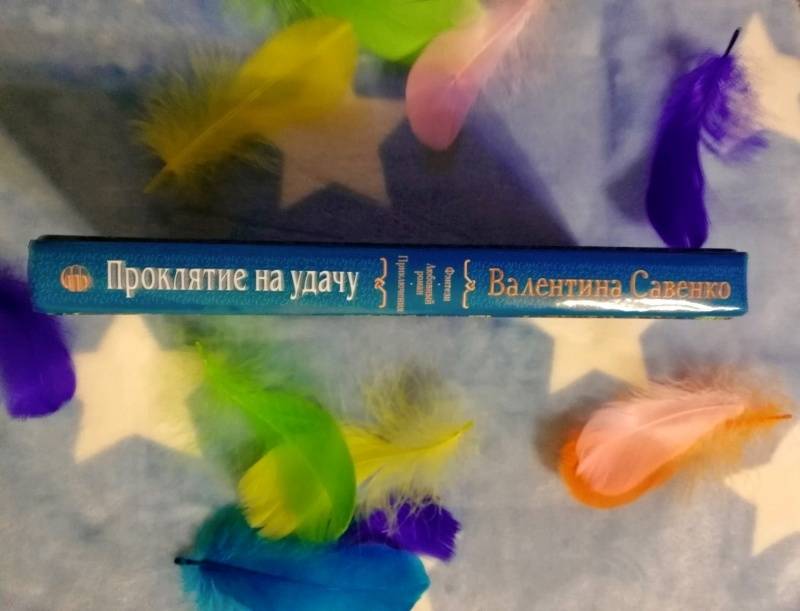 Проклятие на удачу
Фэнтези
Любовный
роман
Приключения
Валентина Савенко